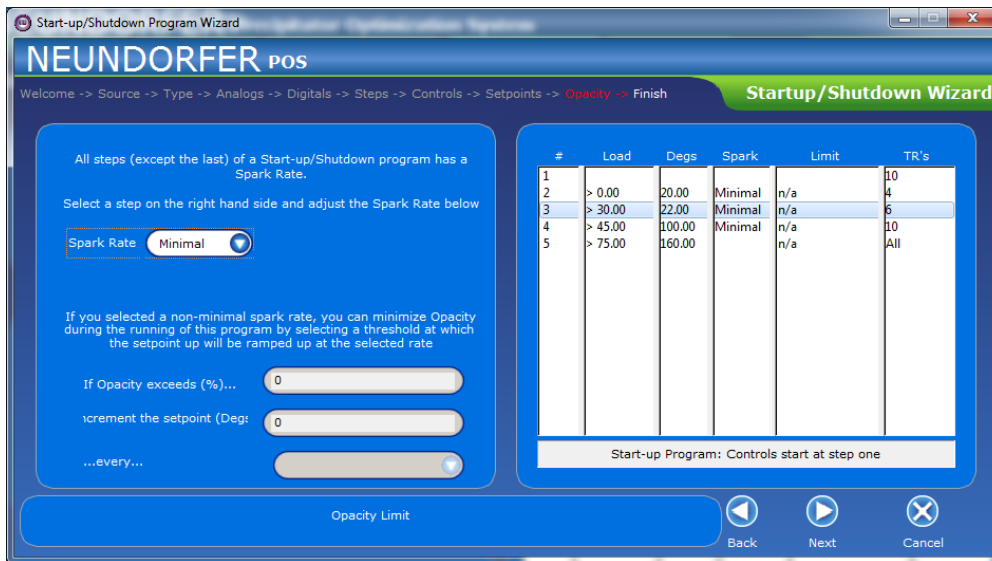 Start-up/Shutdown Program Wizard
NEUNDORFER POS
Welcome -> Source -> Type -> Analogs -> Digitals -> Steps -> Controls -> Setpoints -> Opacity -> Finish
Startup/Shutdown Wizard
All steps (except the last) of a Start-up/Shutdown program has a
Spark Rate.
Select a step on the right hand side and adjust the Spark Rate below
Spark Rate Minimal
If you selected a non-minimal spark rate, you can minimize Opacity
during the running of this program by selecting a threshold at which
the setpoint up will be ramped up at the selected rate
If Opacity exceeds (%)... 0
ncrement the setpoint (Degs 0
...every...
# Load Degs Spark Limit TR's
1 10
2 > 0.00 20.00 Minimal n/a 4
3 > 30.00 22.00 Minimal n/a 6
4 > 45.00 100.00 Minimal n/a 10
5 > 75.00 160.00 n/a All
Start-up Program: Controls start at step one
Opacity Limit
Back Next Cancel